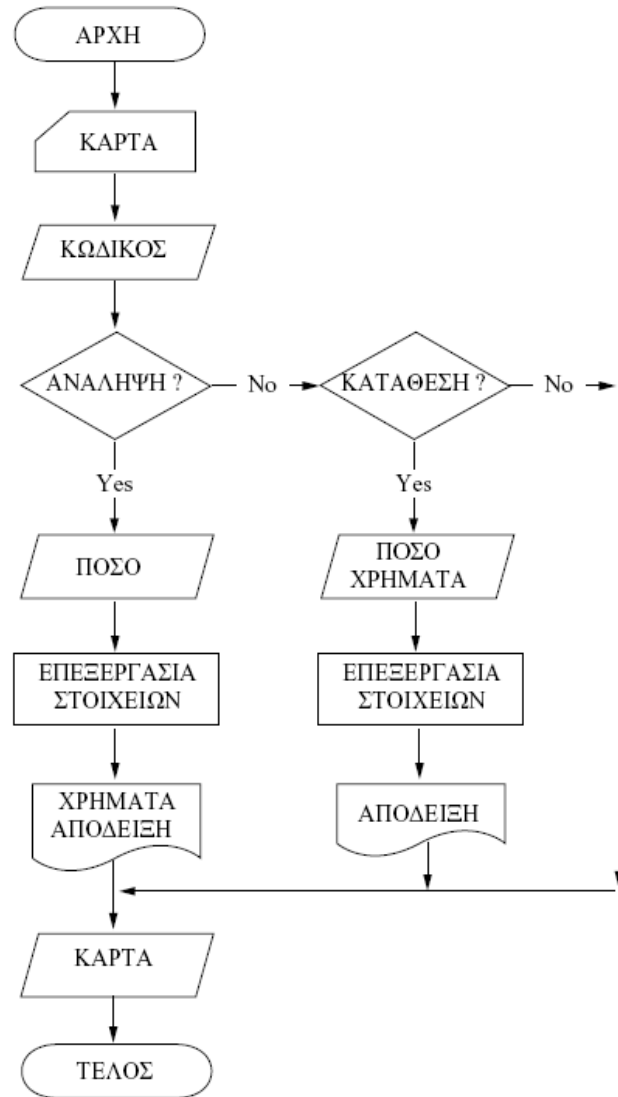 ΑΡΧΗ
ΚΑΡΤΑ
ΚΩΔΙΚΟΣ
ΑΝΑΛΗΨΗ ?
No
ΚΑΤΑΘΕΣΗ ?
No
Yes
Yes
ΠΟΣΟ
ΠΟΣΟ
ΧΡΗΜΑΤΑ
ΕΠΕΞΕΡΓΑΣΙΑ
ΣΤΟΙΧΕΙΩΝ
ΕΠΕΞΕΡΓΑΣΙΑ
ΣΤΟΙΧΕΙΩΝ
ΧΡΗΜΑΤΑ
ΑΠΟΔΕΙΞΗ
ΑΠΟΔΕΙΞΗ
ΚΑΡΤΑ
ΤΕΛΟΣ